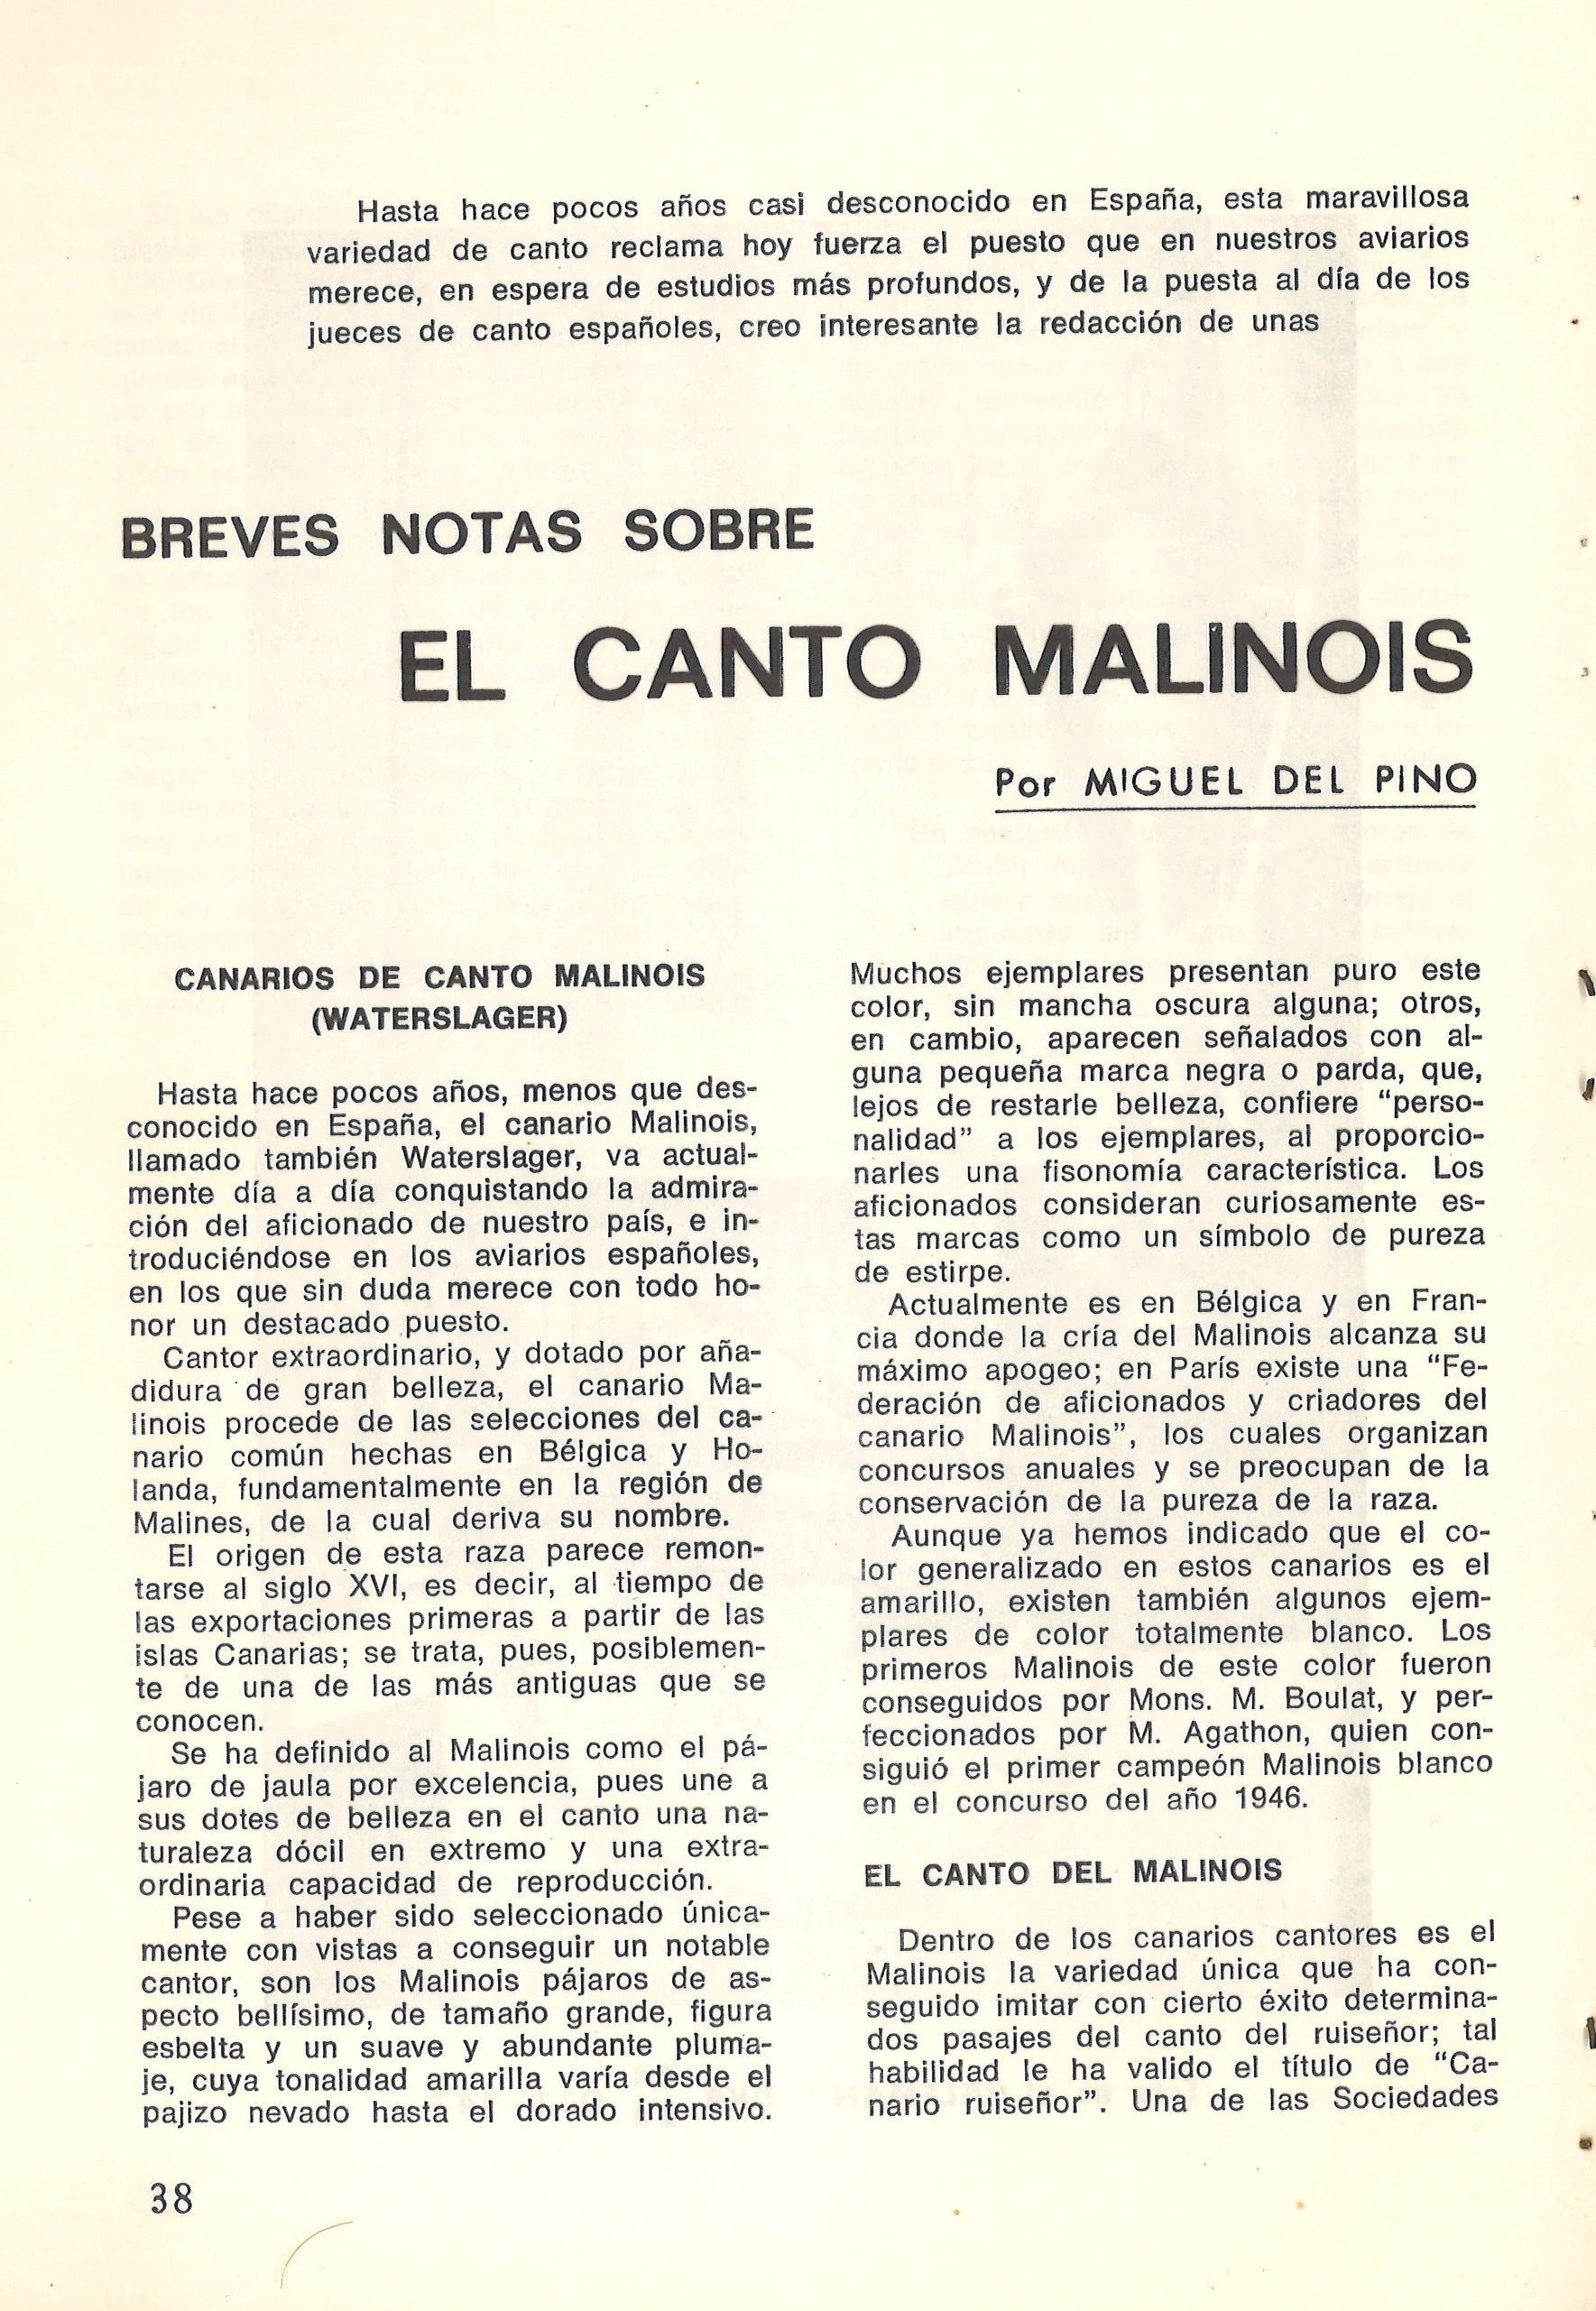 Hasta hace pocos años casi desconocido en España, esta maravillosa
variedad de canto reclama hoy fuerza el puesto que en nuestros aviarios
merece, en espera de estudios más profundos, y de la puesta al día de los
jueces de canto españoles, creo interesante la redacción de unas
BREVES NOTAS SOBRE
EL CANTO MALINOIS
Por MIGUEL DEL PINO
CANARIOS DE CANTO MALINOIS
(WATERSLAGER)
Hasta hace pocos años, menos que des-
conocido en España, el canario Malinois,
llamado también Waterslager, va actual-
mente día a día conquistando la admira-
ción del aficionado de nuestro país, e in-
troduciéndose en los aviarios españoles,
en los que sin duda merece con todo ho-
nor un destacado puesto.
Cantor extraordinario, y dotado por aña-
didura de gran belleza, el canario Ma-
linois procede de las selecciones del ca-
nario común hechas en Bélgica y Ho-
landa, fundamentalmente en la región de
Malines, de la cual deriva su nombre.
El origen de esta raza parece remon-
tarse al siglo XVI, es decir, al tiempo de
las exportaciones primeras a partir de las
islas Canarias; se trata, pues, posiblemen-
te de una de las más antiguas que se
conocen.
Se ha definido al Malinois como el pá-
jaro de jaula por excelencia, pues une a
sus dotes de belleza en el canto una na-
turaleza dócil en extremo y una extra-
ordinaria capacidad de reproducción.
Pese a haber sido seleccionado única-
mente con vistas a conseguir un notable
cantor, son los Malinois pájaros de as-
pecto bellísimo, de tamaño grande, figura
esbelta y un suave y abundante pluma-
je, cuya tonalidad amarilla varía desde el
pajizo nevado hasta el dorado intensivo.
Muchos ejemplares presentan puro este
color, sin mancha oscura alguna; otros,
en cambio, aparecen señalados con al-
guna pequeña marca negra o parda, que,
lejos de restarle belleza, confiere "perso-
nalidad" a los ejemplares, al proporcio-
narles una fisonomía característica. Los
aficionados consideran curiosamente es-
tas marcas como un símbolo de pureza
de estirpe.
Actualmente es en Bélgica y en Fran-
cia donde la cría del Malinois alcanza su
máximo apogeo; en París existe una "Fe-
deración de aficionados y criadores del
canario Malinois", los cuales organizan
concursos anuales y se preocupan de la
conservación de la pureza de la raza.
Aunque ya hemos indicado que el co-
lor generalizado en estos canarios es el
amarillo, existen también algunos ejem-
plares de color totalmente blanco. Los
primeros Malinois de este color fueron
conseguidos por Mons. M. Boulat, y per-
feccionados por M. Agathon, quien con-
siguió el primer campeón Malinois blanco
en el concurso del año 1946.
EL CANTO DEL MALINOIS
Dentro de los canarios cantores es el
Malinois la variedad única que ha con-
seguido imitar con cierto éxito determina-
dos pasajes del canto del ruiseñor; tal
habilidad le ha valido el título de "Ca-
nario ruiseñor". Una de las Sociedades
38